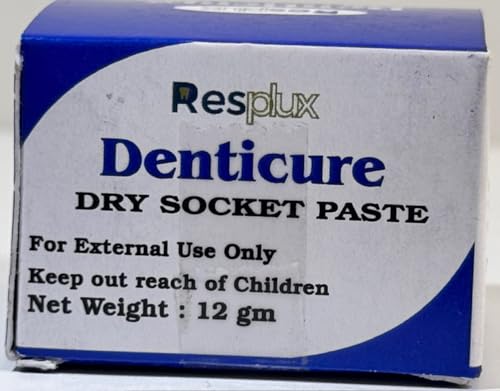 Resplux
Denticure
DRY SOCKET PASTE
For External Use Only
Keep out reach of Children
Net Weight : 12 gm